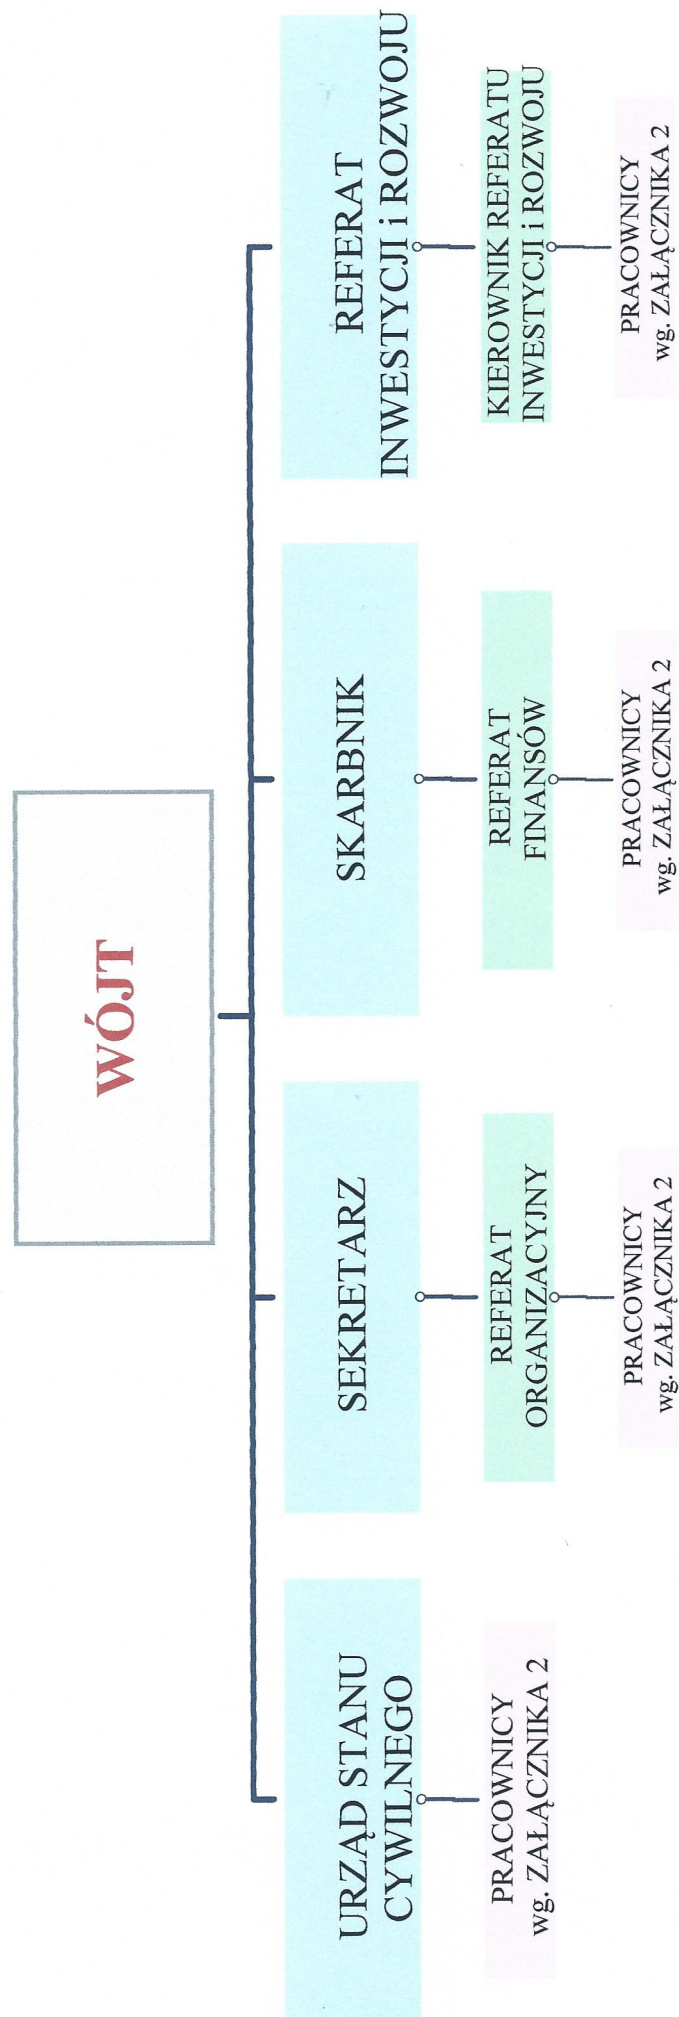 WÓJT
URZĄD STANU
CYWILNEGO
SEKRETARZ
SKARBNIK
REFERAT
INWESTYCJI i ROZWOJU
PRACOWNICY
wg. ZAŁĄCZNIKA 2
REFERAT
ORGANIZACYJNY
REFERAT
FINANSÓW
KIEROWNIK REFERATU
INWESTYCJI i ROZWOJU
PRACOWNICY
wg. ZAŁĄCZNIKA 2
PRACOWNICY
wg. ZAŁĄCZNIKA 2
PRACOWNICY
wg. ZAŁĄCZNIKA 2